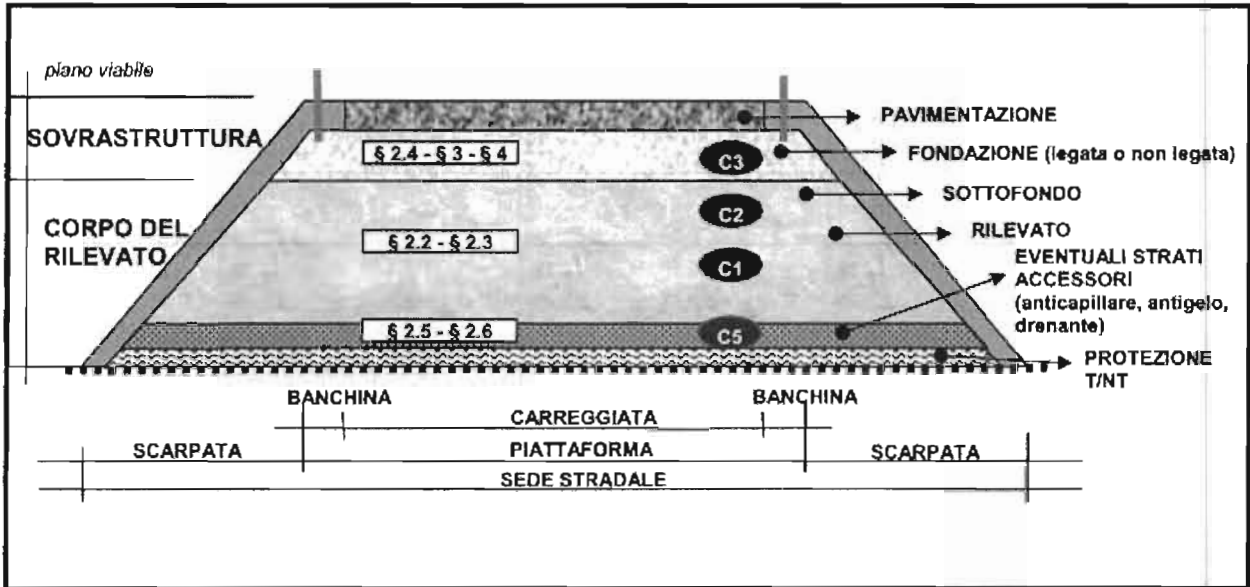 piano viabile
SOVRASTRUTTURA
PAVIMENTAZIONE
§ 2.4 - § 3 - § 4
C3
FONDAZIONE (legata o non legata)
SOTTOFONDO
CORPO DEL
RILEVATO
C2
§ 2.2 - § 2.3
RILEVATO
C1
EVENTUALI STRATI
ACCESSORI
(anticapillare, antigelo,
drenante)
§ 2.5 - § 2.6
C5
PROTEZIONE
T/NT
BANCHINA
BANCHINA
CARREGGIATA
SCARPATA
PIATTAFORMA
SCARPATA
SEDE STRADALE